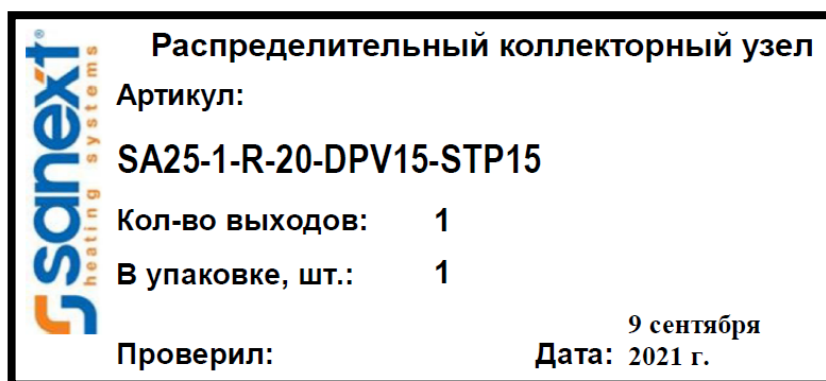 sanext®
heating systems
Распределительный коллекторный узел
Артикул:
SA25-1-R-20-DPV15-STP15
Кол-во выходов: 1
В упаковке, шт.: 1
Проверил: Дата: 9 сентября
2021 г.